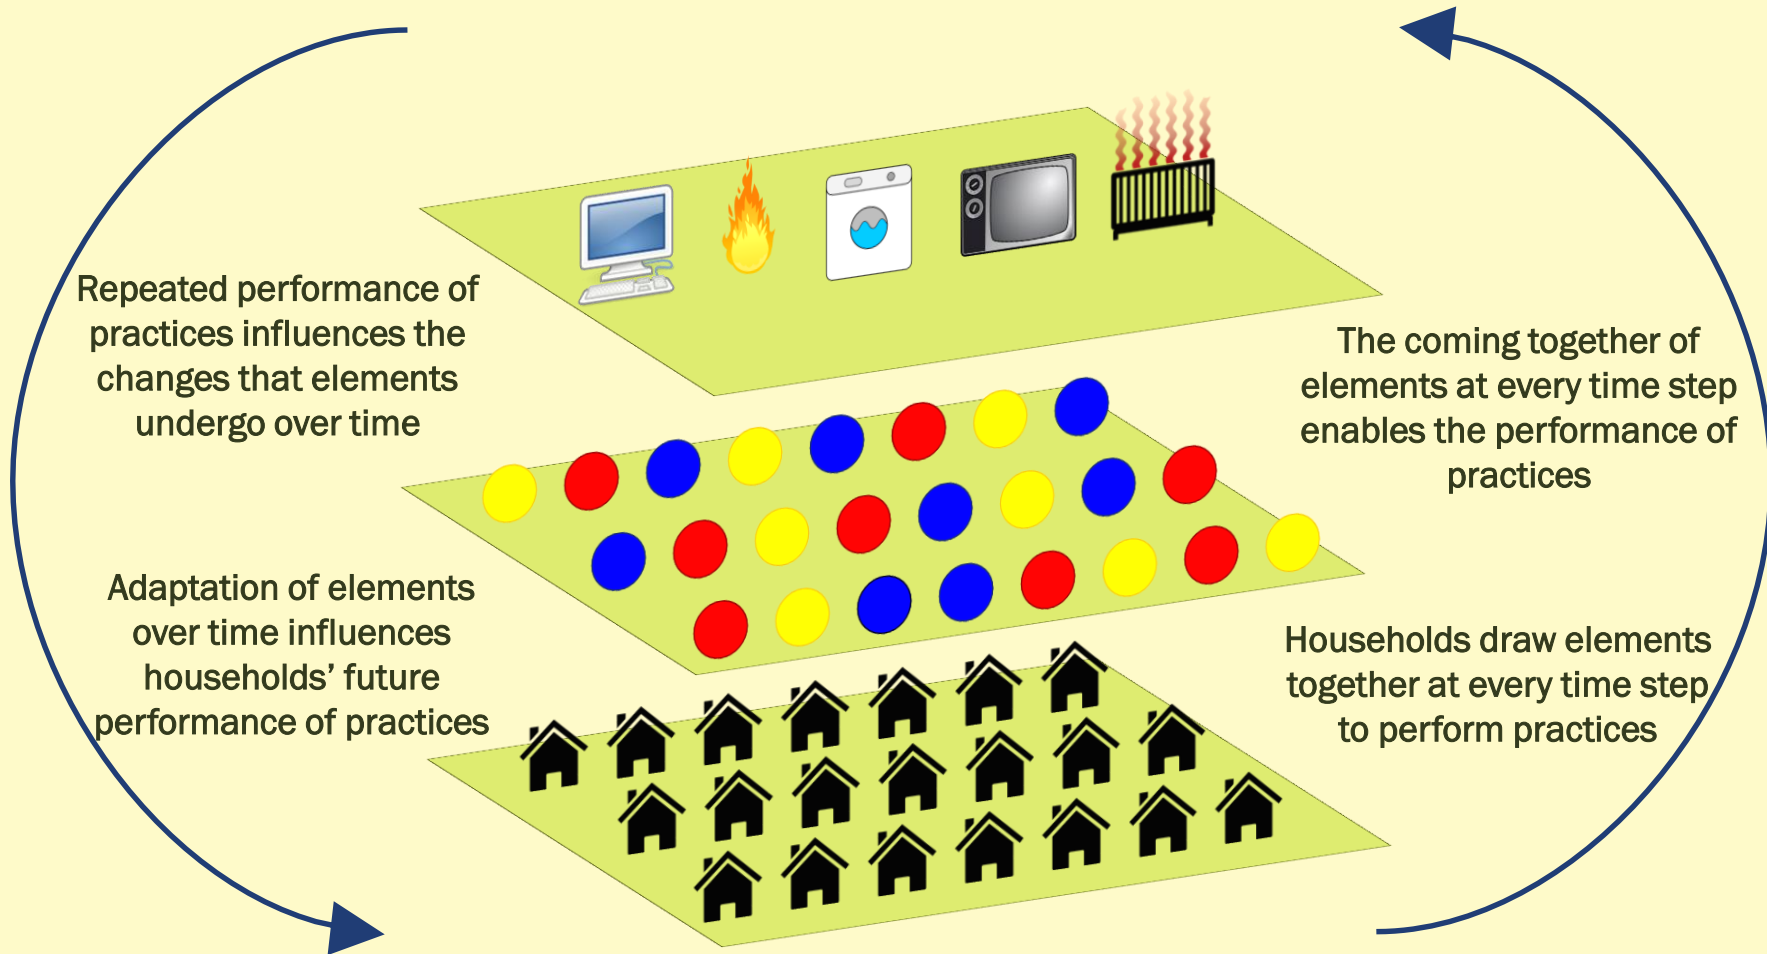 Repeated performance of
practices influences the
changes that elements
undergo over time
The coming together of
elements at every time step
enables the performance of
practices
Adaptation of elements
over time influences
households’ future
performance of practices
Households draw elements
together at every time step
to perform practices